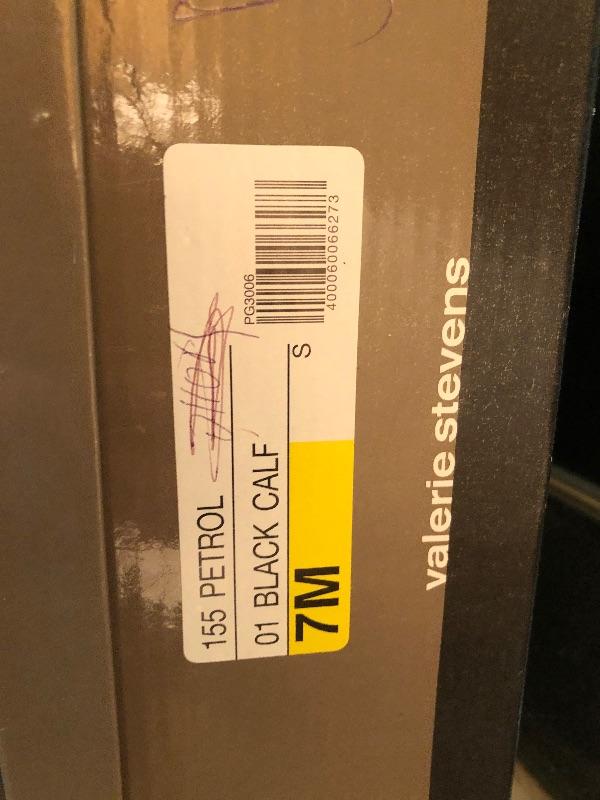 155 PETROL
01 BLACK CALF
7M
S
PG3006
400060066273
valerie stevens